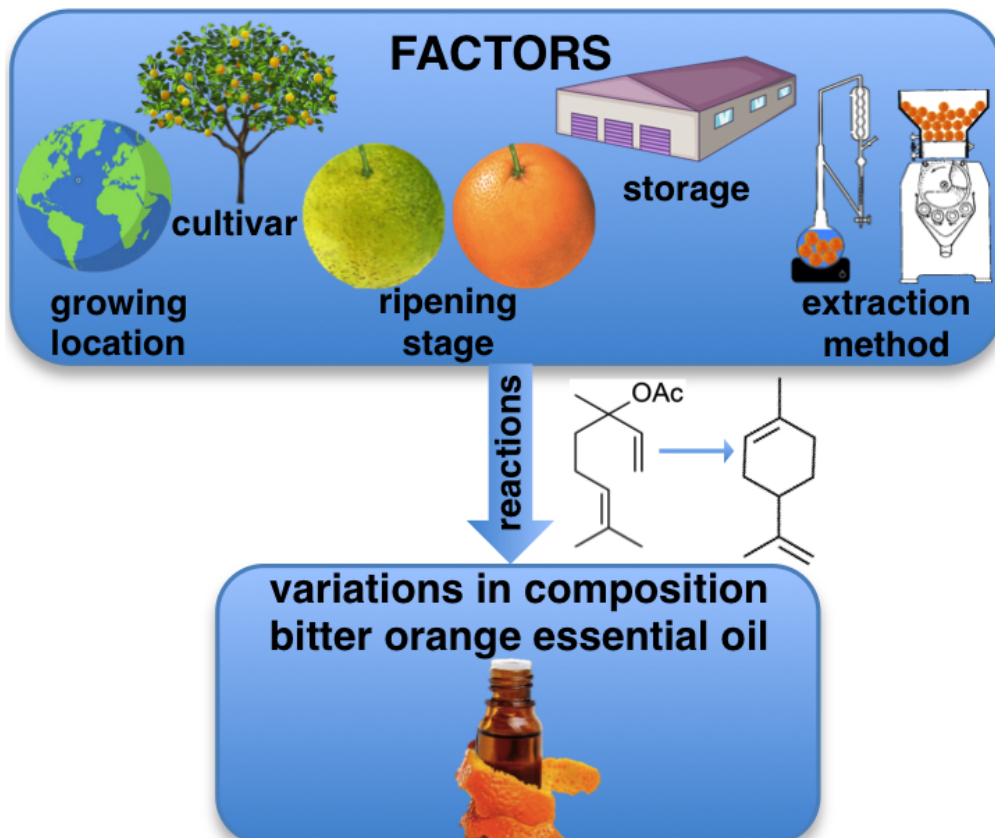 FACTORS
cultivar
storage
growing
location
ripening
stage
extraction
method
reactions
OAc
variations in composition
bitter orange essential oil